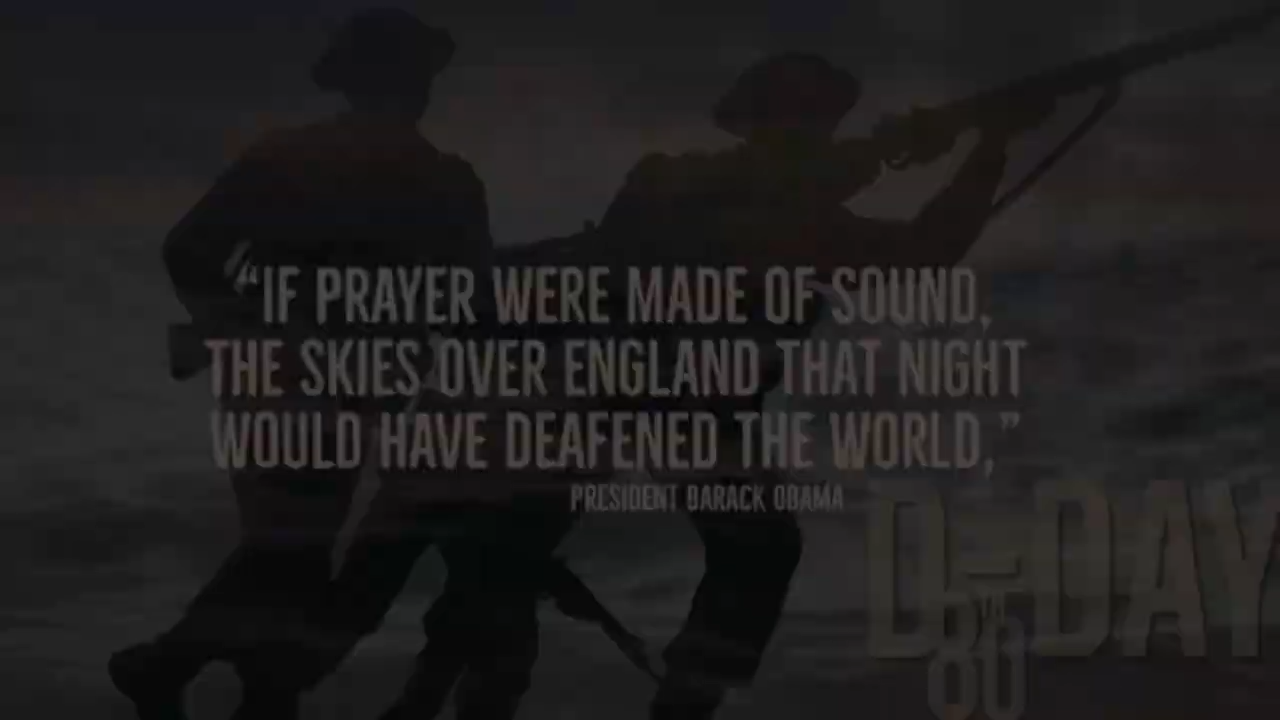 “IF PRAYER WERE MADE OF SOUND,
THE SKIES OVER ENGLAND THAT NIGHT
WOULD HAVE DEAFENED THE WORLD,”
PRESIDENT BARACK OBAMA
D-DAY
80TH